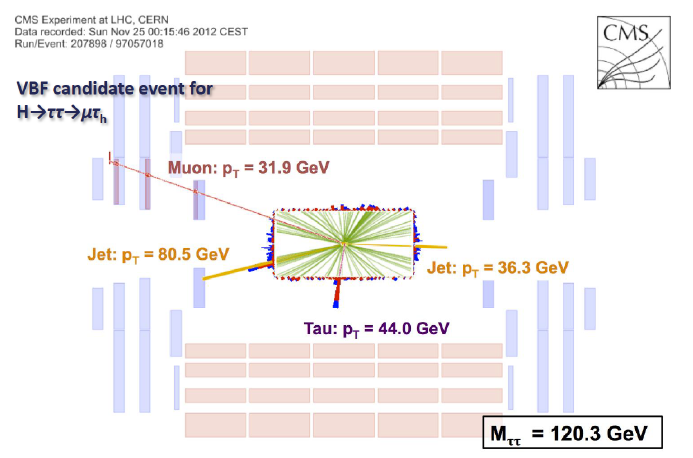 CMS Experiment at LHC, CERN
Data recorded: Sun Nov 25 00:15:46 2012 CEST
Run/Event: 207898 / 97057018
CMS
VBF candidate event for
H→ττ→μτh
Muon: pT = 31.9 GeV
Jet: pT = 80.5 GeV
Jet: pT = 36.3 GeV
Tau: pT = 44.0 GeV
Mττ = 120.3 GeV